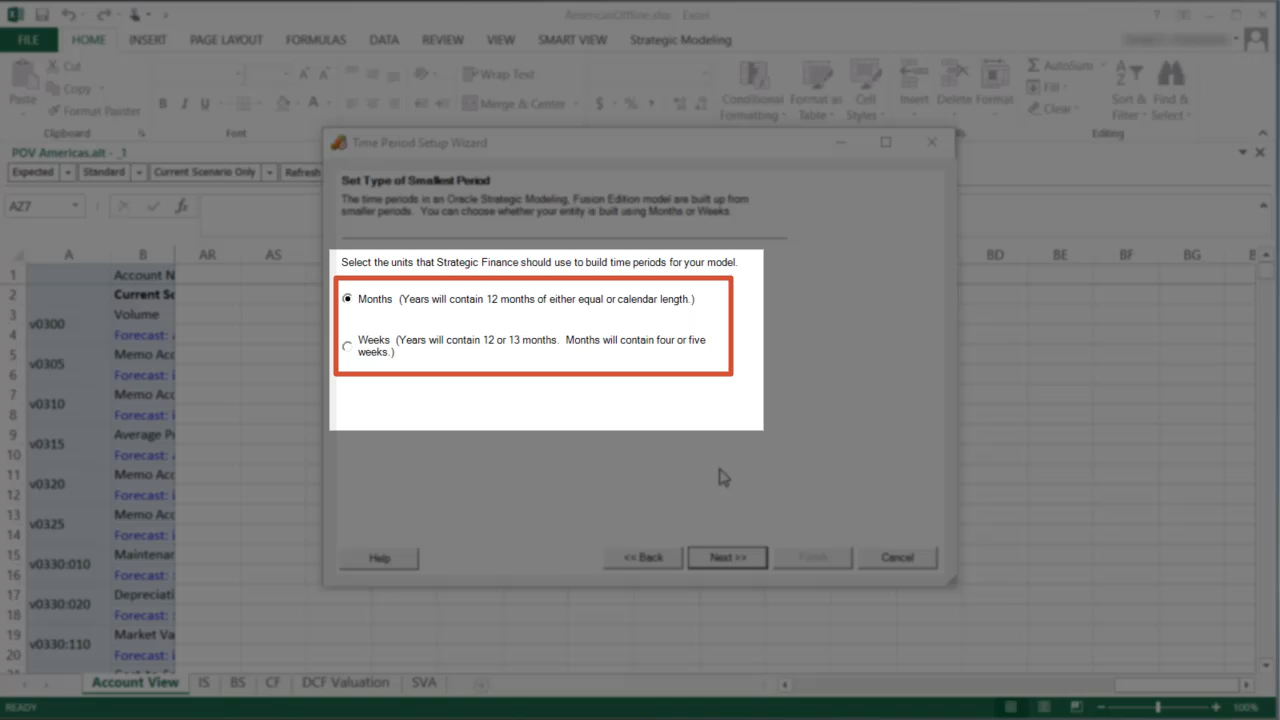 AmericasOffline.xlsx - Excel
FILE HOME INSERT PAGE LAYOUT FORMULAS DATA REVIEW VIEW SMART VIEW Strategic Modeling
Cut
Copy
Format Painter
Paste
Clipboard
B I U
Font
Wrap Text
Merge & Center
$ % ,
Conditional Formatting
Format as Table
Cell Styles
Insert Delete Format
AutoSum
Fill
Clear
Sort & Filter
Find & Select
Editing
POV Americas.alt - _1
Expected Standard Current Scenario Only Refresh
AZ7
fx
A B AR AS BD BE BF BG
1 Account N
2 Current Sc
3 v0300 Volume
4 Forecast:
5 v0305 Memo Acc
6 Forecast:
7 v0310 Memo Acc
8 Forecast:
9 v0315 Average P
10 Forecast:
11 v0320 Memo Acc
12 Forecast:
13 v0325 Memo Acc
14 Forecast:
15 v0330:010 Maintenar
16 Forecast:
17 v0330:020 Depreciati
18 Forecast:
19 v0330:110 Market Va
20 Forecast:
Time Period Setup Wizard
Set Type of Smallest Period
The time periods in an Oracle Strategic Modeling, Fusion Edition model are built up from
smaller periods. You can choose whether your entity is built using Months or Weeks.
Select the units that Strategic Finance should use to build time periods for your model.
Months (Years will contain 12 months of either equal or calendar length.)
Weeks (Years will contain 12 or 13 months. Months will contain four or five
weeks.)
Help << Back Next >> Finish Cancel
Account View IS BS CF DCF Valuation SVA
READY
100%